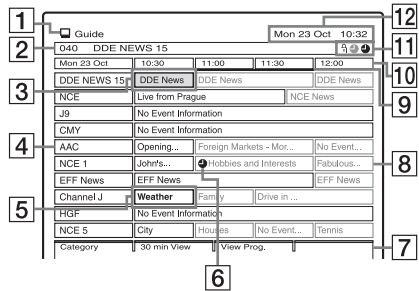 1 Guide Mon 23 Oct 10:32 12
2 040 DDE NEWS 15 11
Mon 23 Oct 10:30 11:00 11:30 12:00 10
3 DDE NEWS 15 DDE News DDE News DDE News 9
NCE Live from Prague NCE News
J9 No Event Information
CMY No Event Information
4 AAC Opening... Foreign Markets - Mor... No Event...
NCE 1 John's... Hobbies and Interests Fabulous... 8
EFF News EFF News EFF News
5 Channel J Weather Family Drive in ...
HGF No Event Information
NCE 5 City Houses No Event... Tennis
Category 30 min View View Prog. 7
6